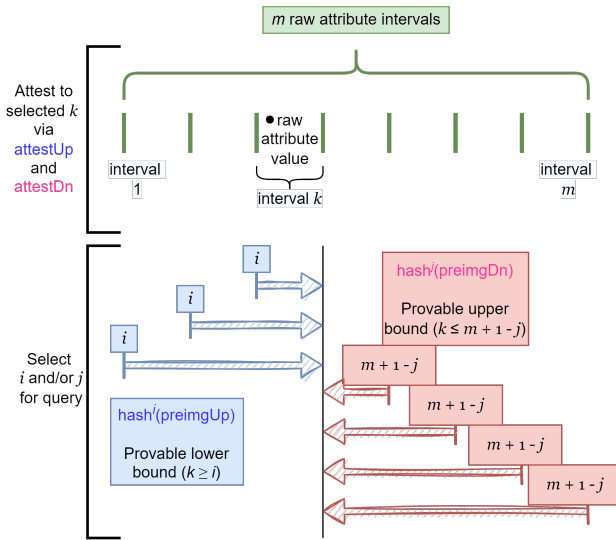 m raw attribute intervals
Attest to
selected k
via
attestUp
and
attestDn
raw
attribute
value
interval
1
interval k
interval
m
Select
i and/or j
for query
i
i
i
hash^i(preimgUp)
Provable lower
bound (k ≥ i)
hash^j(preimgDn)
Provable upper
bound (k ≤ m + 1 - j)
m + 1 - j
m + 1 - j
m + 1 - j
m + 1 - j